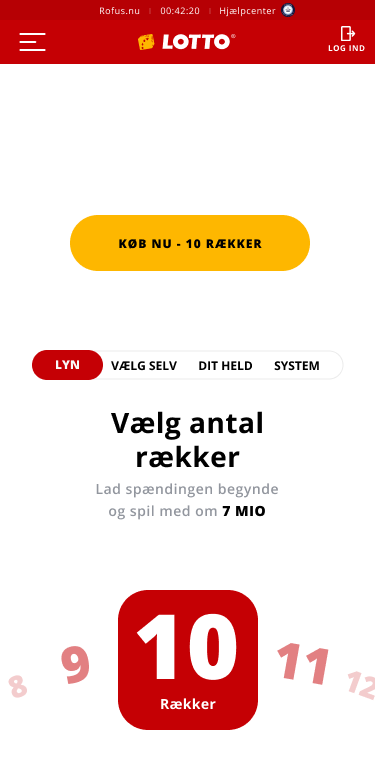 Rofus.nu 00:42:20 Hjælpcenter
LOTTO
LOG IND
KØB NU - 10 RÆKKER
LYN VÆLG SELV DIT HELD SYSTEM
Vælg antal
rækker
Lad spændingen begynde
og spil med om 7 MIO
8 9 10 11 12
Rækker